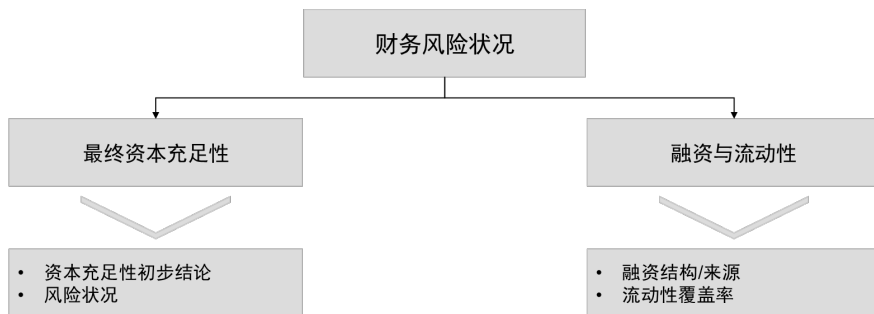 财务风险状况
最终资本充足性
融资与流动性
• 资本充足性初步结论
• 风险状况
• 融资结构/来源
• 流动性覆盖率